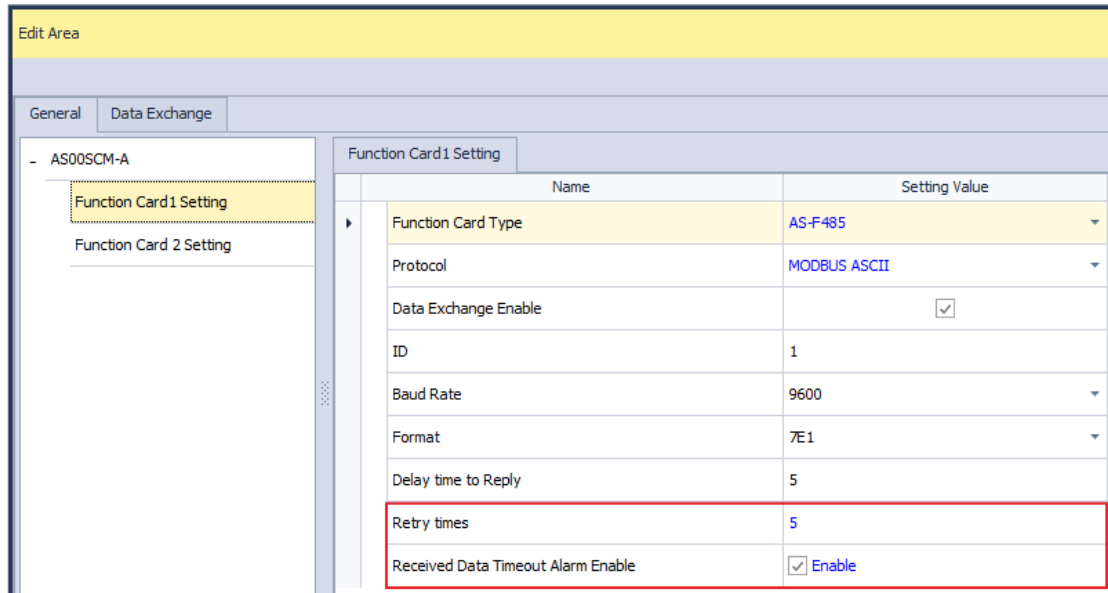 Edit Area
General Data Exchange
- AS00SCM-A
Function Card1 Setting
Function Card 2 Setting
Function Card1 Setting
Name Setting Value
Function Card Type AS-F485
Protocol MODBUS ASCII
Data Exchange Enable
ID 1
Baud Rate 9600
Format 7E1
Delay time to Reply 5
Retry times 5
Received Data Timeout Alarm Enable Enable